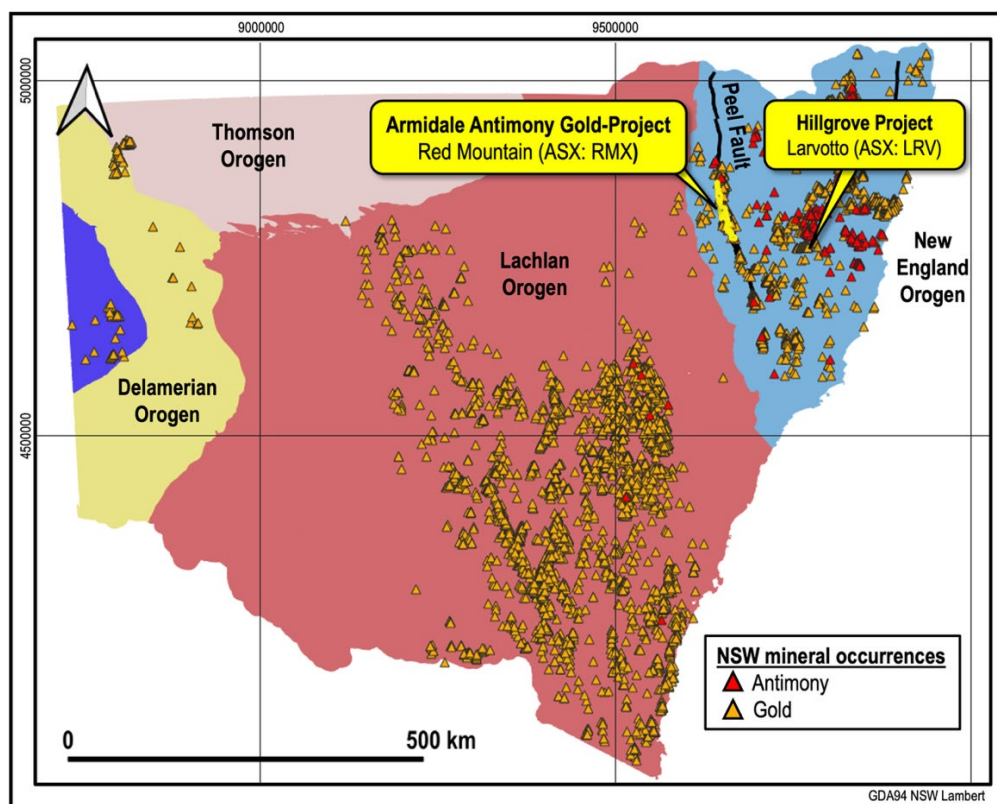 9000000
9500000
5000000
4500000
Thomson
Orogen
Armidale Antimony Gold-Project
Red Mountain (ASX: RMX)
Peel Fault
Hillgrove Project
Larvotto (ASX: LRV)
Lachlan
Orogen
New
England
Orogen
Delamerian
Orogen
NSW mineral occurrences
Antimony
Gold
0
500 km
GDA94 NSW Lambert